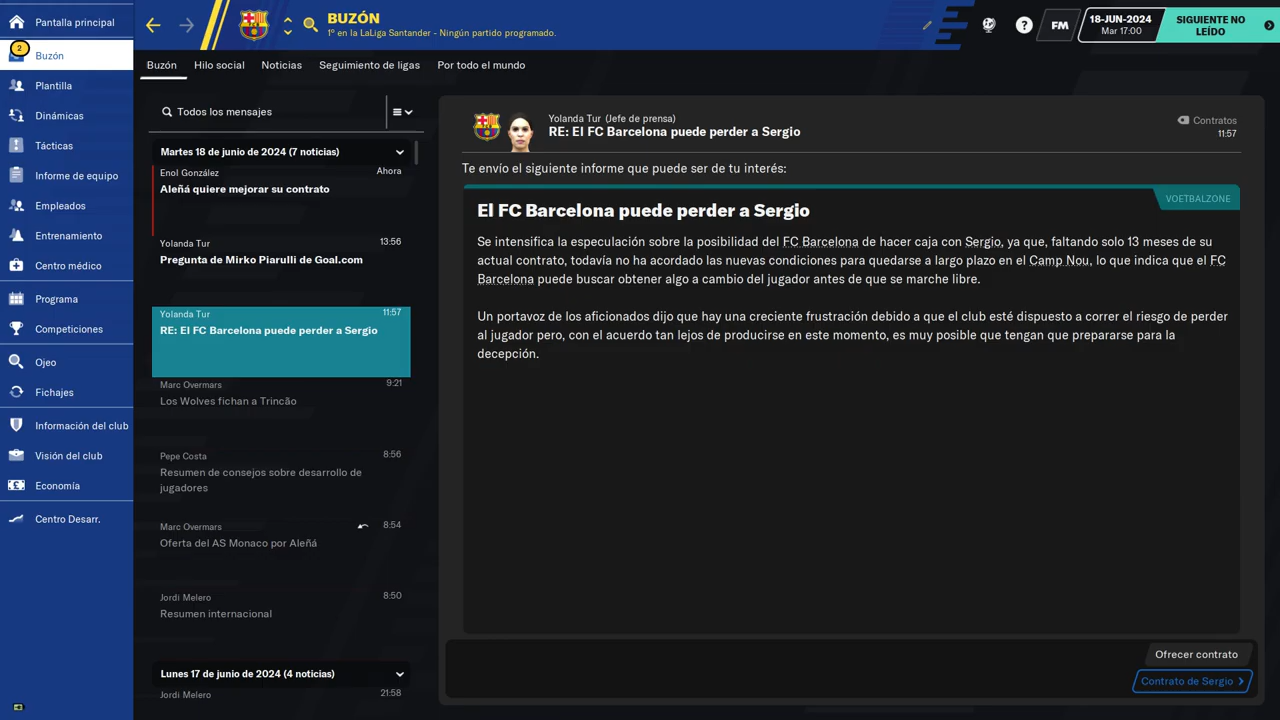 Pantalla principal
2
Buzón
Plantilla
Dinámicas
Tácticas
Informe de equipo
Empleados
Entrenamiento
Centro médico
Programa
Competiciones
Ojeo
Fichajes
Información del club
Visión del club
Economía
Centro Desarr.
BUZÓN
1º en la LaLiga Santander - Ningún partido programado.
?
FM
18-JUN-2024
Mar 17:00
SIGUIENTE NO
LEÍDO
Buzón
Hilo social
Noticias
Seguimiento de ligas
Por todo el mundo
Todos los mensajes
Martes 18 de junio de 2024 (7 noticias)
Enol González
Ahora
Aleñá quiere mejorar su contrato
Yolanda Tur
13:56
Pregunta de Mirko Piarulli de Goal.com
Yolanda Tur
11:57
RE: El FC Barcelona puede perder a Sergio
Marc Overmars
9:21
Los Wolves fichan a Trincão
Pepe Costa
8:56
Resumen de consejos sobre desarrollo de
jugadores
Marc Overmars
8:54
Oferta del AS Monaco por Aleñá
Jordi Melero
8:50
Resumen internacional
Lunes 17 de junio de 2024 (4 noticias)
Jordi Melero
21:58
Yolanda Tur (Jefe de prensa)
RE: El FC Barcelona puede perder a Sergio
Contratos
11:57
Te envío el siguiente informe que puede ser de tu interés:
VOETBALZONE
El FC Barcelona puede perder a Sergio
Se intensifica la especulación sobre la posibilidad del FC Barcelona de hacer caja con Sergio, ya que, faltando solo 13 meses de su
actual contrato, todavía no ha acordado las nuevas condiciones para quedarse a largo plazo en el Camp Nou, lo que indica que el FC
Barcelona puede buscar obtener algo a cambio del jugador antes de que se marche libre.
Un portavoz de los aficionados dijo que hay una creciente frustración debido a que el club esté dispuesto a correr el riesgo de perder
al jugador pero, con el acuerdo tan lejos de producirse en este momento, es muy posible que tengan que prepararse para la
decepción.
Ofrecer contrato
Contrato de Sergio